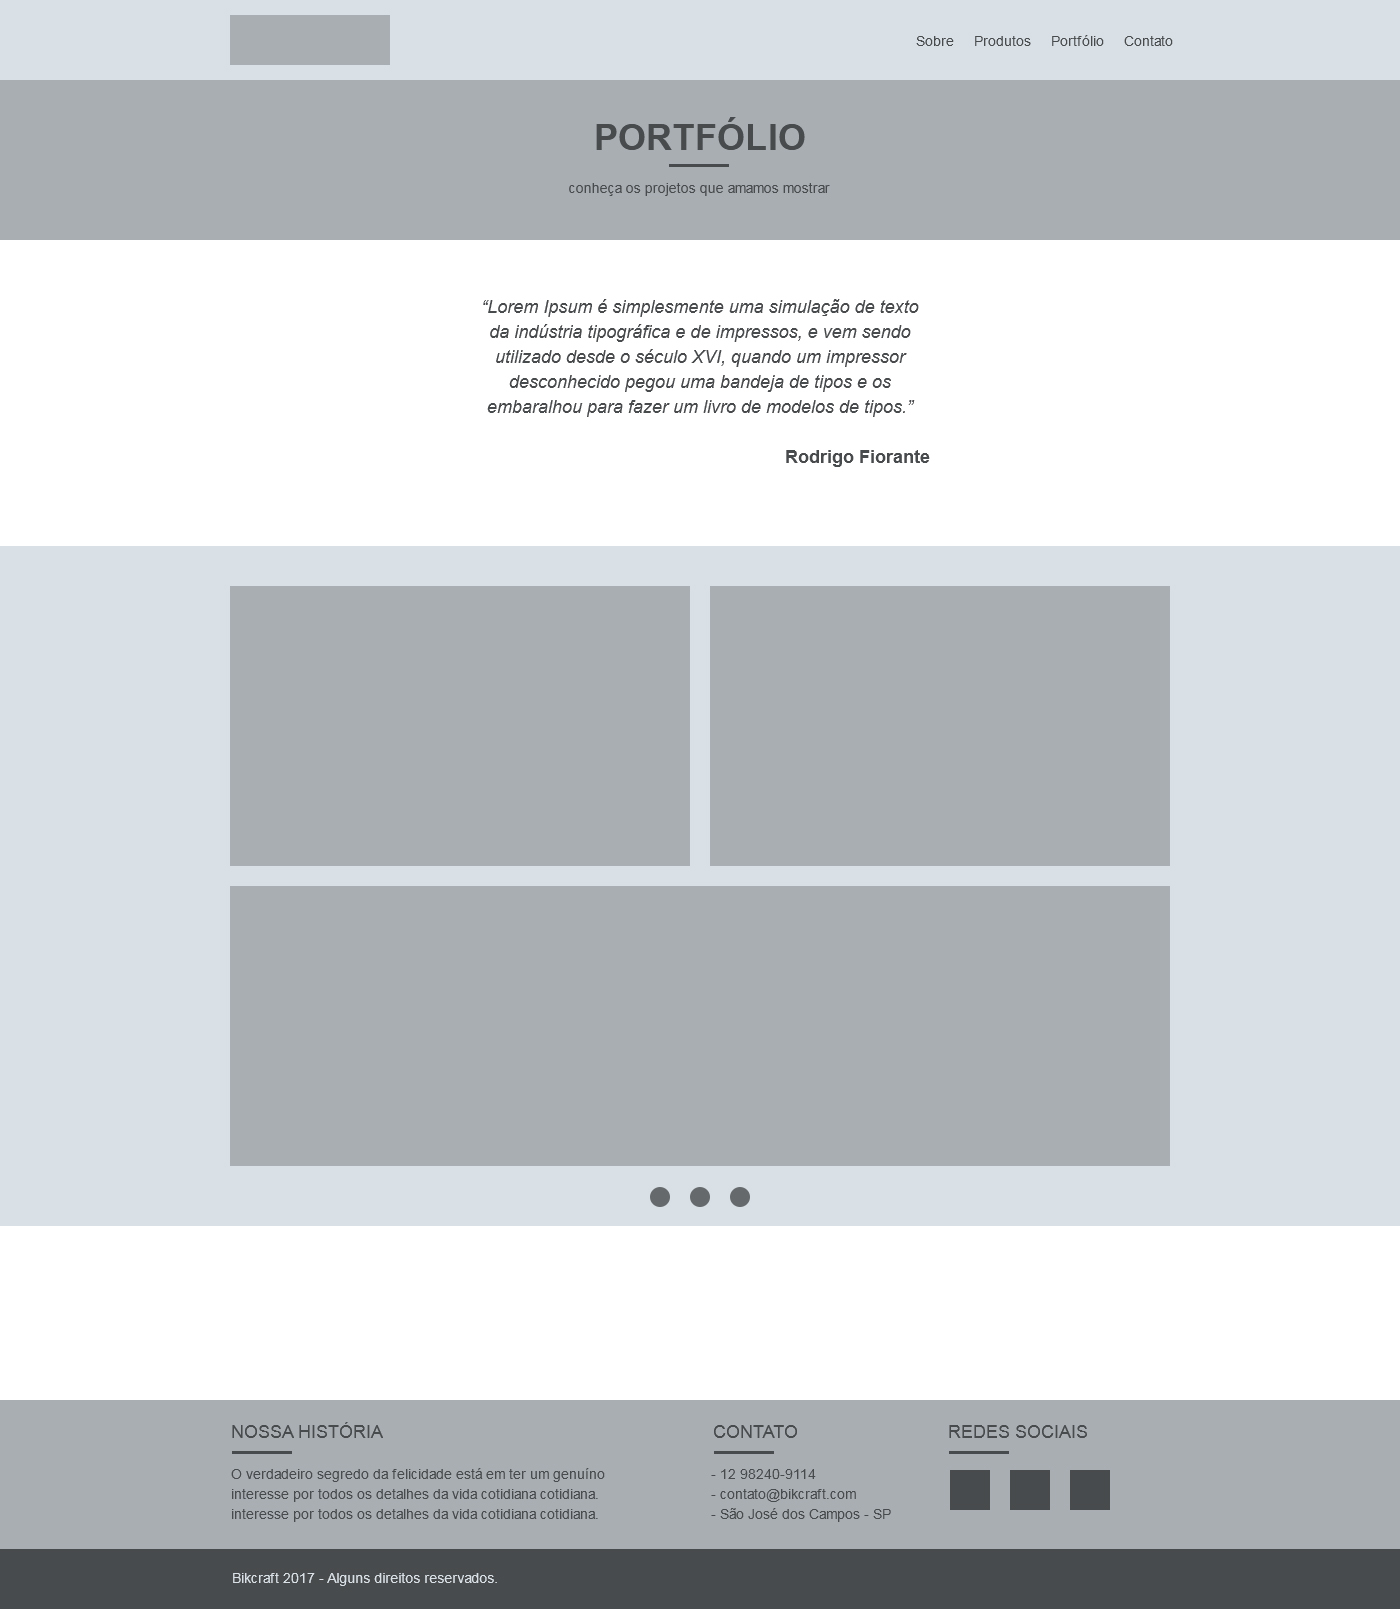 Sobre Produtos Portfólio Contato
PORTFÓLIO
conheça os projetos que amamos mostrar
“Lorem Ipsum é simplesmente uma simulação de texto
da indústria tipográfica e de impressos, e vem sendo
utilizado desde o século XVI, quando um impressor
desconhecido pegou uma bandeja de tipos e os
embaralhou para fazer um livro de modelos de tipos.”
Rodrigo Fiorante
NOSSA HISTÓRIA
O verdadeiro segredo da felicidade está em ter um genuíno
interesse por todos os detalhes da vida cotidiana cotidiana.
interesse por todos os detalhes da vida cotidiana cotidiana.
CONTATO
- 12 98240-9114
- contato@bikcraft.com
- São José dos Campos - SP
REDES SOCIAIS
Bikcraft 2017 - Alguns direitos reservados.